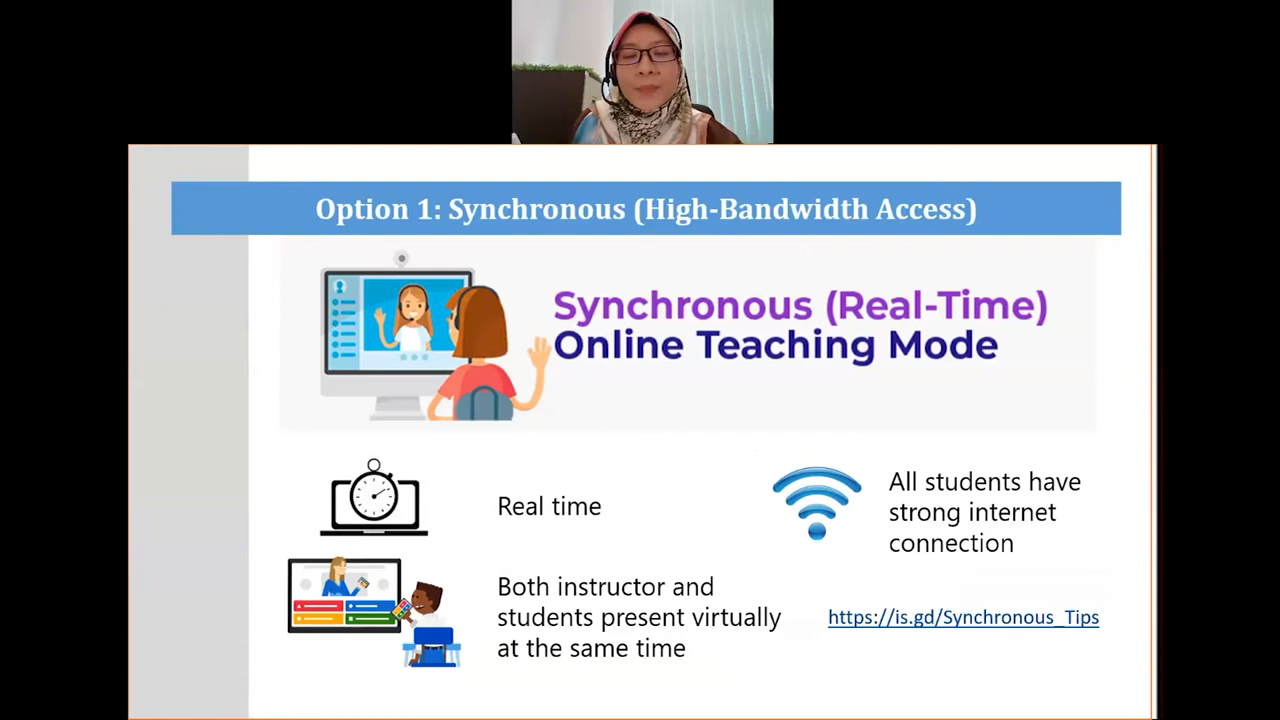 Option 1: Synchronous (High-Bandwidth Access)
Synchronous (Real-Time)
Online Teaching Mode
Real time
All students have
strong internet
connection
Both instructor and
students present virtually
at the same time
https://is.gd/Synchronous_Tips